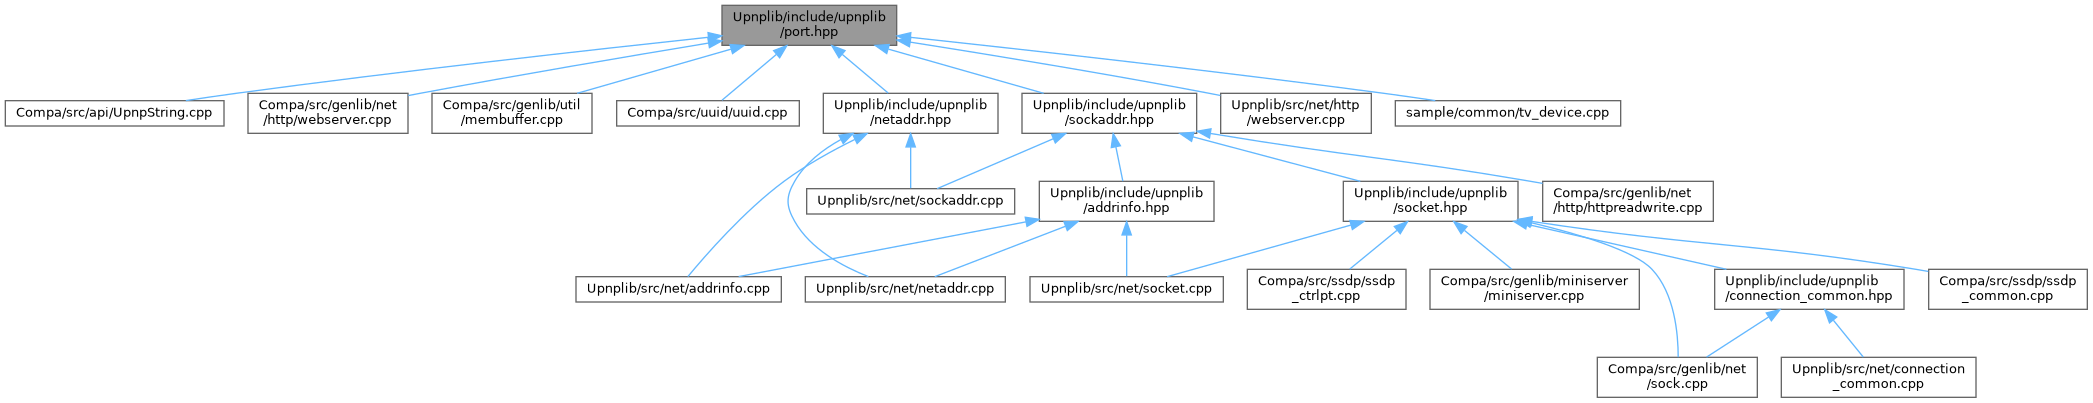 Upnplib/include/upnplib
/port.hpp
Compa/src/api/UpnpString.cpp
Compa/src/genlib/net
/http/webserver.cpp
Compa/src/genlib/util
/membuffer.cpp
Compa/src/uuid/uuid.cpp
Upnplib/include/upnplib
/netaddr.hpp
Upnplib/include/upnplib
/sockaddr.hpp
Upnplib/src/net/http
/webserver.cpp
sample/common/tv_device.cpp
Upnplib/src/net/sockaddr.cpp
Upnplib/include/upnplib
/addrinfo.hpp
Upnplib/include/upnplib
/socket.hpp
Compa/src/genlib/net
/http/httpreadwrite.cpp
Upnplib/src/net/addrinfo.cpp
Upnplib/src/net/netaddr.cpp
Upnplib/src/net/socket.cpp
Compa/src/ssdp/ssdp
_ctrlpt.cpp
Compa/src/genlib/miniserver
/miniserver.cpp
Upnplib/include/upnplib
/connection_common.hpp
Compa/src/ssdp/ssdp
_common.cpp
Compa/src/genlib/net
/sock.cpp
Upnplib/src/net/connection
_common.cpp